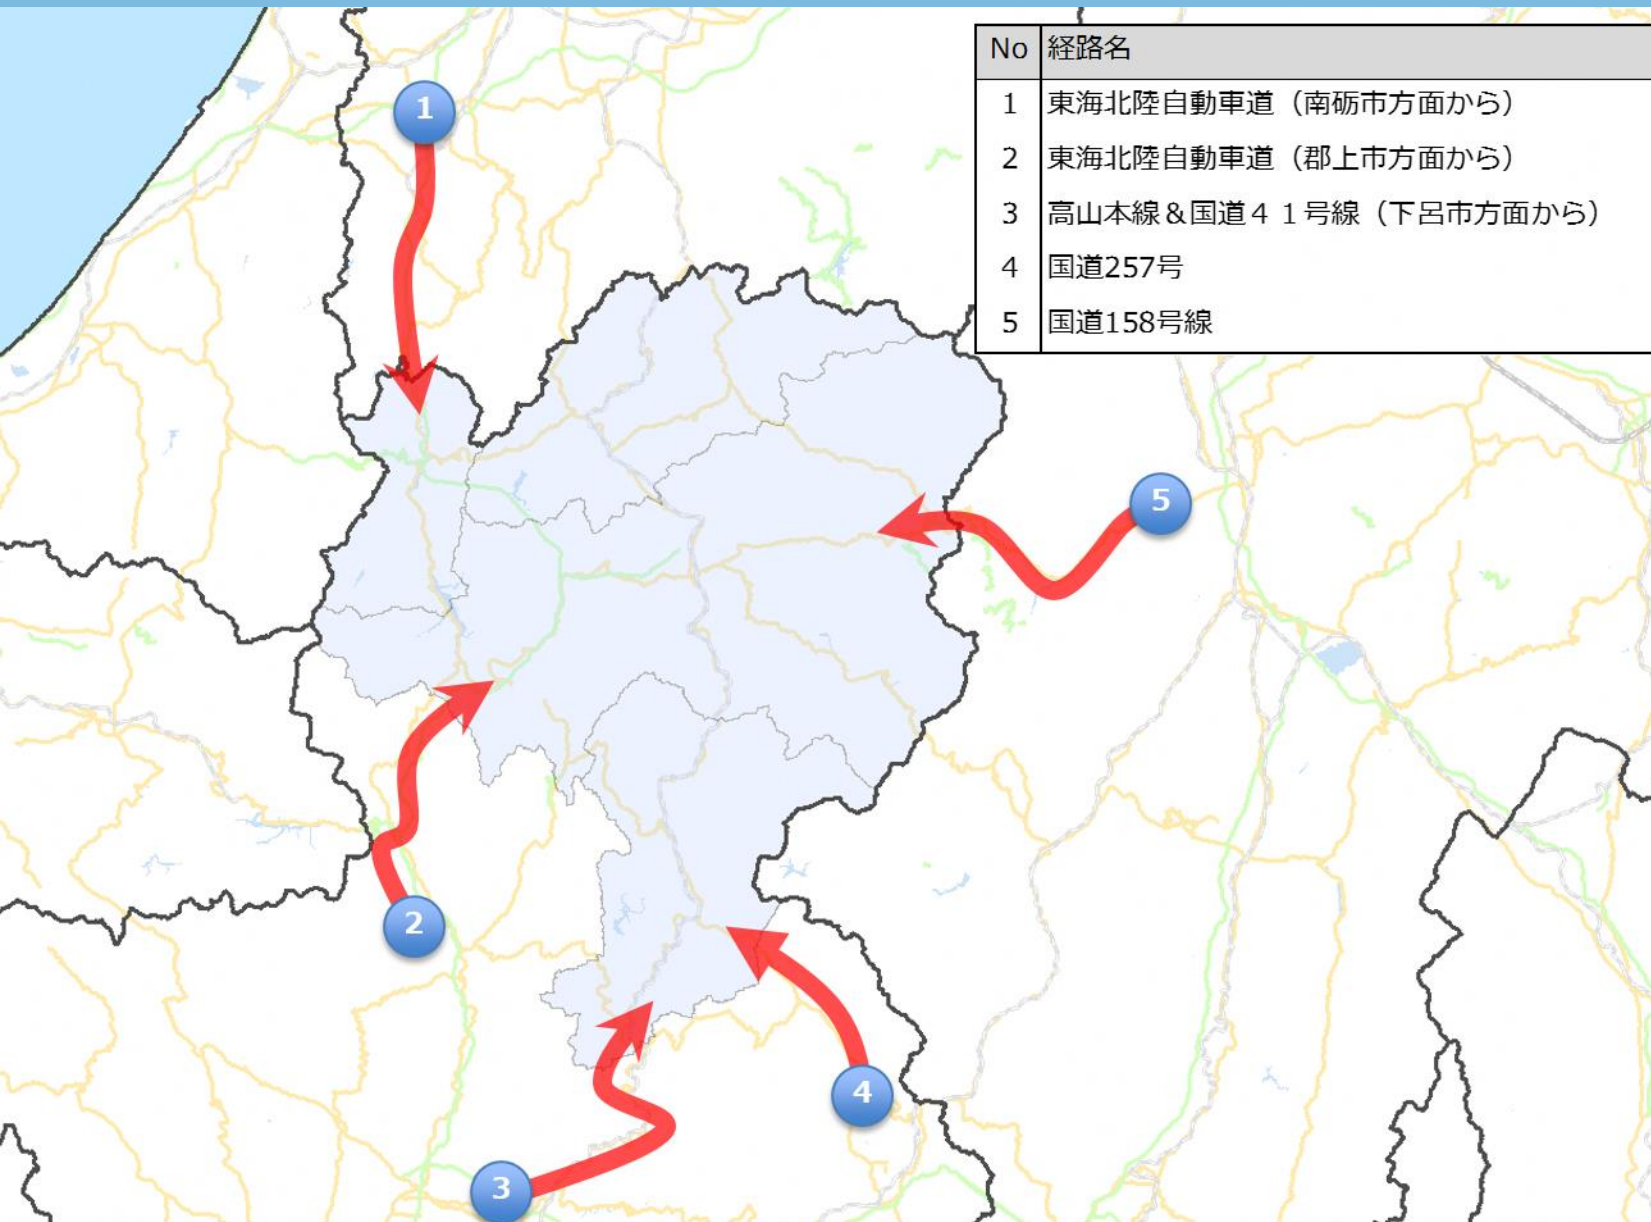 No 経路名
1 東海北陸自動車道（南砺市方面から）
2 東海北陸自動車道（郡上市方面から）
3 高山本線＆国道４１号線（下呂市方面から）
4 国道257号
5 国道158号線
1
5
2
4
3